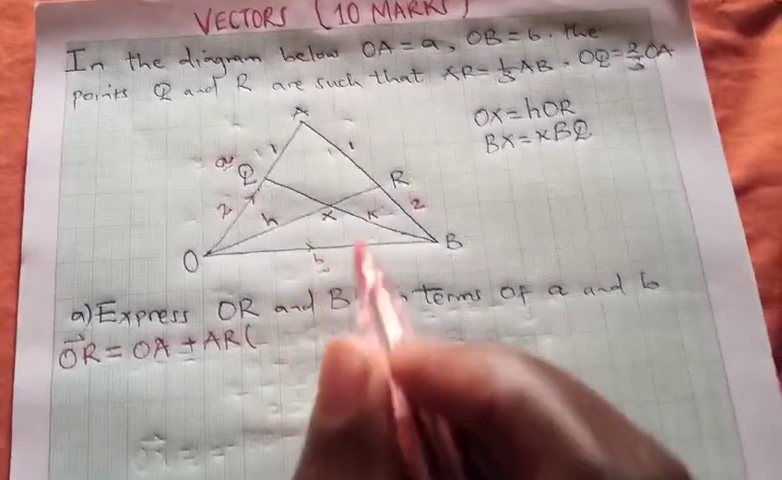 VECTORS (10 MARKS)
In the diagram below OA = a, OB = b. The
points Q and R are such that AR = 1/3 AB, OQ = 2/3 OA
OX = hOR
BX = KBQ
A
1
1
a
Q
R
2
2
h
X
K
O
B
b
a) Express OR and B in terms of a and b
OR = OA + AR (